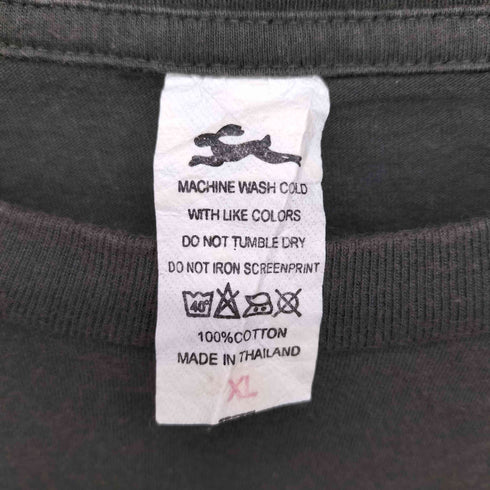 MACHINE WASH COLD
WITH LIKE COLORS
DO NOT TUMBLE DRY
DO NOT IRON SCREENPRINT
40°
100%COTTON
MADE IN THAILAND
XL